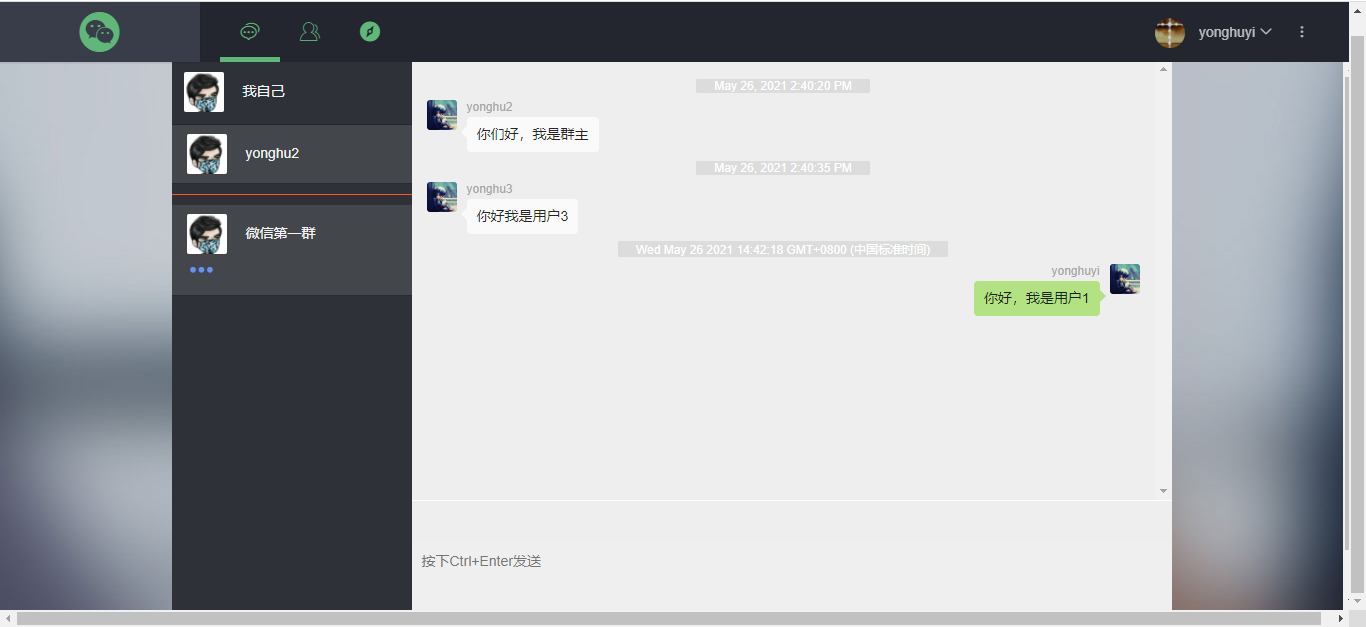 yonghuyi
我自己
yonghu2
微信第一群
May 26, 2021 2:40:20 PM
yonghu2
你们好，我是群主
May 26, 2021 2:40:35 PM
yonghu3
你好我是用户3
Wed May 26 2021 14:42:18 GMT+0800 (中国标准时间)
yonghuyi
你好，我是用户1
按下Ctrl+Enter发送